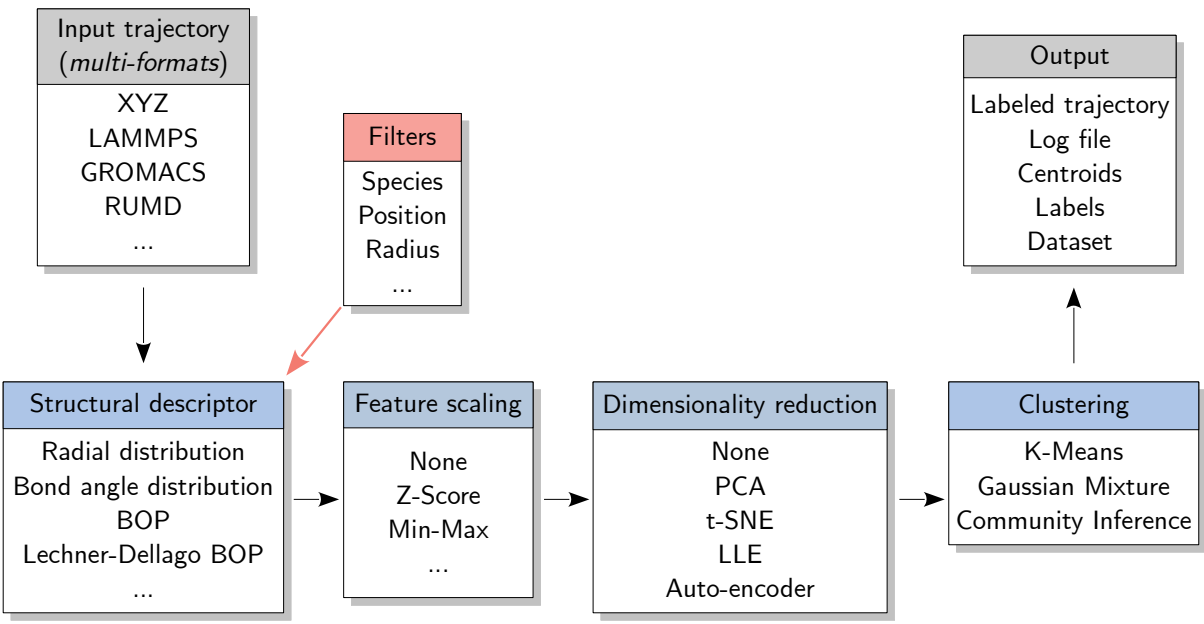 Input trajectory
(multi-formats)
XYZ
LAMMPS
GROMACS
RUMD
...
Filters
Species
Position
Radius
...
Output
Labeled trajectory
Log file
Centroids
Labels
Dataset
Structural descriptor
Radial distribution
Bond angle distribution
BOP
Lechner-Dellago BOP
...
Feature scaling
None
Z-Score
Min-Max
...
Dimensionality reduction
None
PCA
t-SNE
LLE
Auto-encoder
Clustering
K-Means
Gaussian Mixture
Community Inference